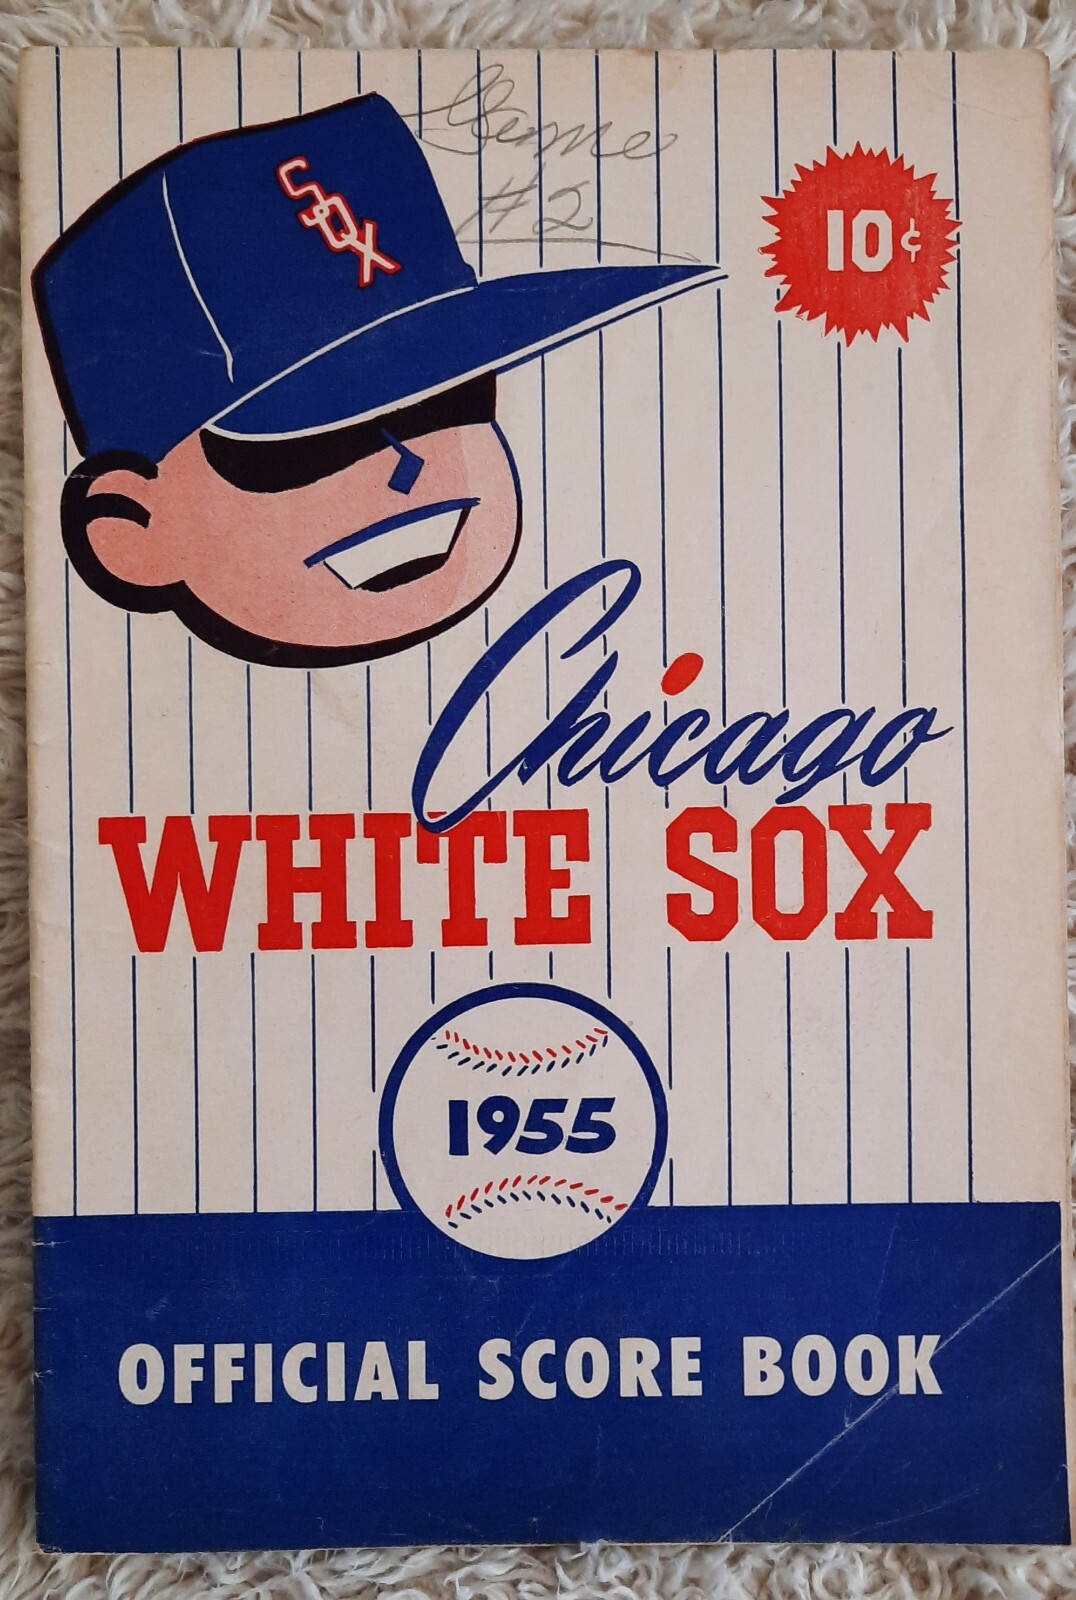 Game
#2
SOX
10¢
Chicago
WHITE SOX
1955
OFFICIAL SCORE BOOK